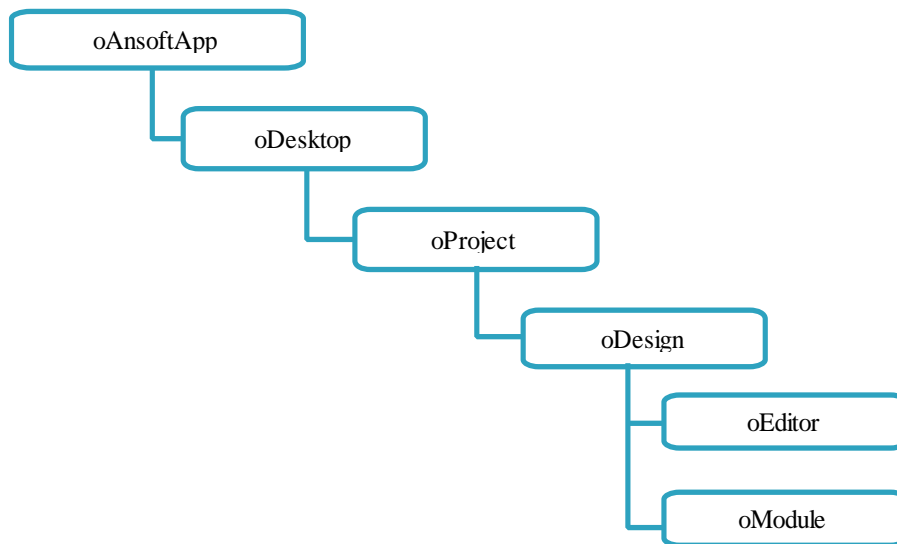 oAnsoftApp
oDesktop
oProject
oDesign
oEditor
oModule